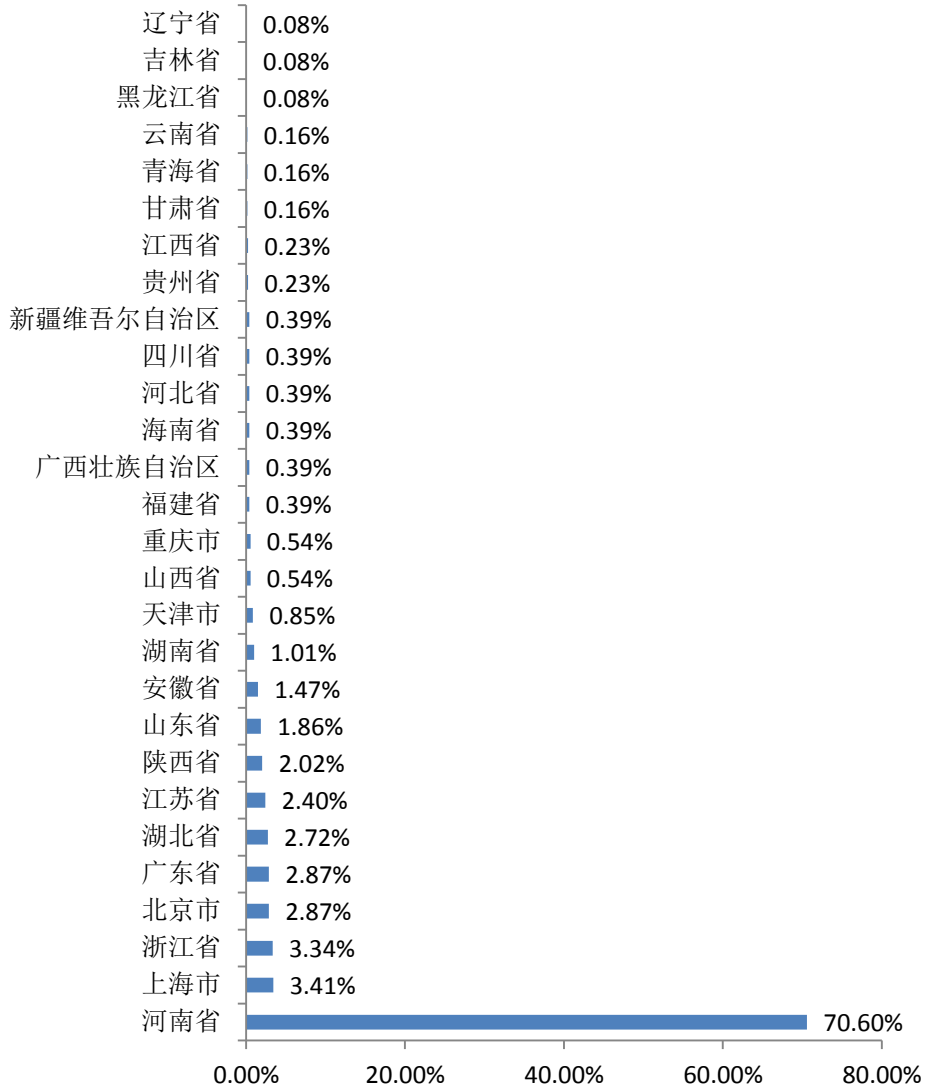 辽宁省 0.08%
吉林省 0.08%
黑龙江省 0.08%
云南省 0.16%
青海省 0.16%
甘肃省 0.16%
江西省 0.23%
贵州省 0.23%
新疆维吾尔自治区 0.39%
四川省 0.39%
河北省 0.39%
海南省 0.39%
广西壮族自治区 0.39%
福建省 0.39%
重庆市 0.54%
山西省 0.54%
天津市 0.85%
湖南省 1.01%
安徽省 1.47%
山东省 1.86%
陕西省 2.02%
江苏省 2.40%
湖北省 2.72%
广东省 2.87%
北京市 2.87%
浙江省 3.34%
上海市 3.41%
河南省 70.60%
0.00% 20.00% 40.00% 60.00% 80.00%